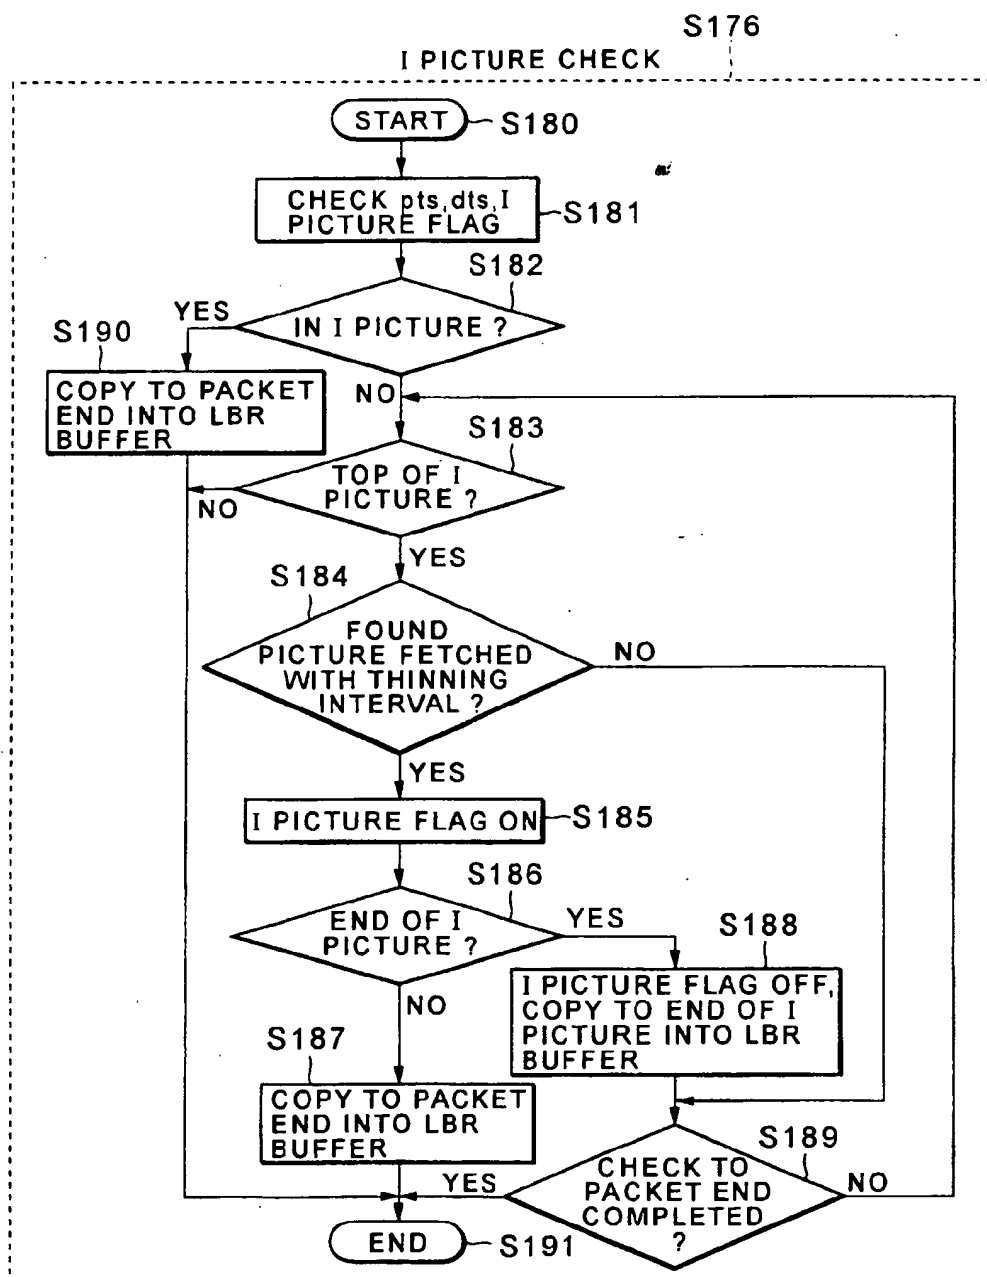 S176
I PICTURE CHECK
START
S180
CHECK pts,dts,I
PICTURE FLAG
S181
S182
IN I PICTURE ?
YES
S190
COPY TO PACKET
END INTO LBR
BUFFER
NO
S183
TOP OF I
PICTURE ?
NO
YES
S184
FOUND
PICTURE FETCHED
WITH THINNING
INTERVAL ?
NO
YES
I PICTURE FLAG ON
S185
S186
END OF I
PICTURE ?
YES
S188
I PICTURE FLAG OFF,
COPY TO END OF I
PICTURE INTO LBR
BUFFER
NO
S187
COPY TO PACKET
END INTO LBR
BUFFER
S189
CHECK TO
PACKET END
COMPLETED
?
YES
NO
END
S191